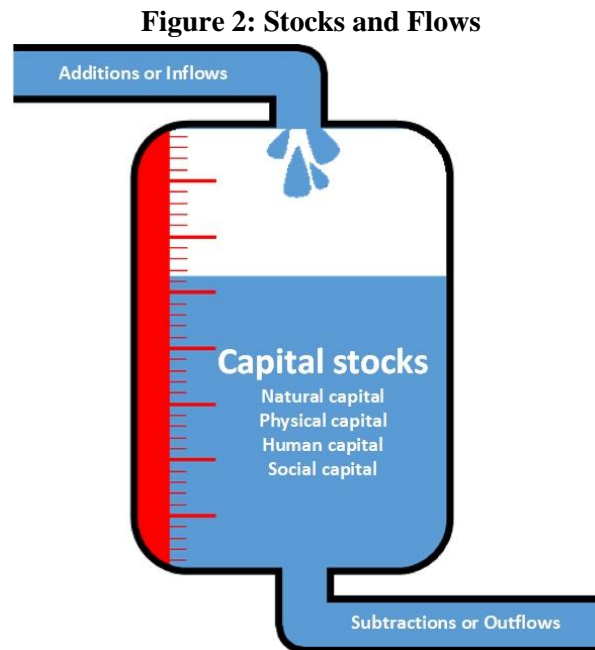 Figure 2: Stocks and Flows
Additions or Inflows
Capital stocks
Natural capital
Physical capital
Human capital
Social capital
Subtractions or Outflows